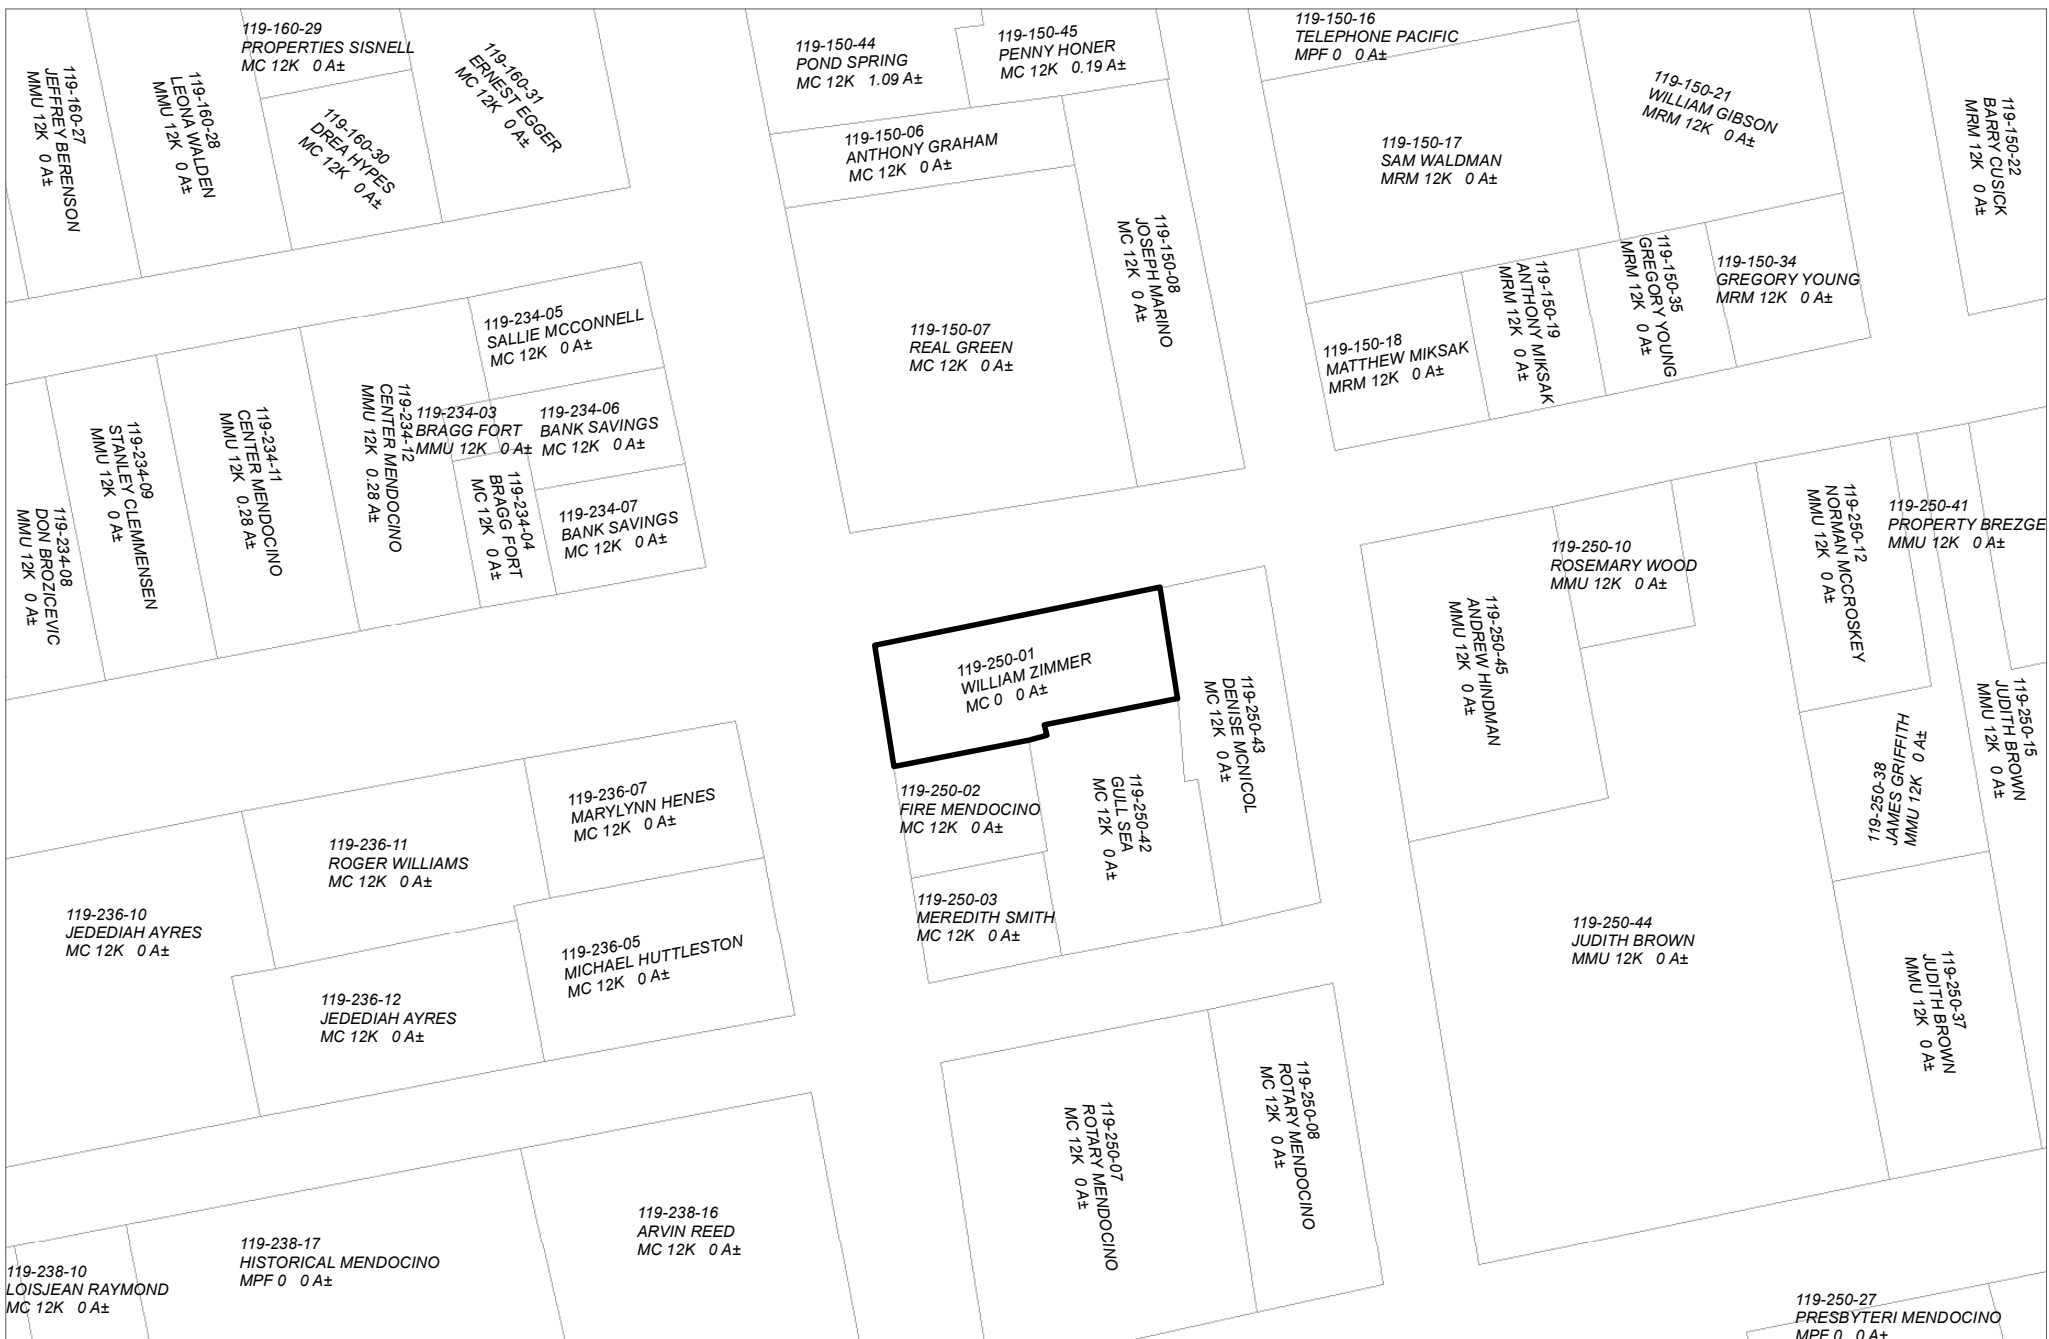 119-160-29
PROPERTIES SISNELL
MC 12K 0 A±
119-160-31
ERNEST EGGER
MC 12K 0 A±
119-150-44
POND SPRING
MC 12K 1.09 A±
119-150-45
PENNY HONER
MC 12K 0.19 A±
119-150-16
TELEPHONE PACIFIC
MPF 0 0 A±
119-160-27
JEFFREY BERENSON
MMU 12K 0 A±
119-160-28
LEONA WALDEN
MMU 12K 0 A±
119-160-30
DREA HYPES
MC 12K 0 A±
119-150-06
ANTHONY GRAHAM
MC 12K 0 A±
119-150-17
SAM WALDMAN
MRM 12K 0 A±
119-150-21
WILLIAM GIBSON
MRM 12K 0 A±
119-150-22
BARRY CUSICK
MRM 12K 0 A±
119-150-08
JOSEPH MARINO
MC 12K 0 A±
119-150-07
REAL GREEN
MC 12K 0 A±
119-150-18
MATTHEW MIKSAK
MRM 12K 0 A±
119-150-19
ANTHONY MIKSAK
MRM 12K 0 A±
119-150-35
GREGORY YOUNG
MRM 12K 0 A±
119-150-34
GREGORY YOUNG
MRM 12K 0 A±
119-234-05
SALLIE MCCONNELL
MC 12K 0 A±
119-234-08
DON BROZICEVIC
MMU 12K 0 A±
119-234-09
STANLEY CLEMMENSEN
MMU 12K 0 A±
119-234-11
CENTER MENDOCINO
MMU 12K 0.28 A±
119-234-12
CENTER MENDOCINO
MMU 12K 0.28 A±
119-234-03
BRAGG FORT
MMU 12K 0 A±
119-234-06
BANK SAVINGS
MC 12K 0 A±
119-234-04
BRAGG FORT
MC 12K 0 A±
119-234-07
BANK SAVINGS
MC 12K 0 A±
119-250-10
ROSEMARY WOOD
MMU 12K 0 A±
119-250-12
NORMAN MCCROSKEY
MMU 12K 0 A±
119-250-41
PROPERTY BREZGE
MMU 12K 0 A±
119-250-01
WILLIAM ZIMMER
MC 0 0 A±
119-250-43
DENISE MCNICOL
MC 12K 0 A±
119-250-45
ANDREW HINDMAN
MMU 12K 0 A±
119-250-38
JAMES GRIFFITH
MMU 12K 0 A±
119-250-15
JUDITH BROWN
MMU 12K 0 A±
119-236-07
MARYLYNN HENES
MC 12K 0 A±
119-250-02
FIRE MENDOCINO
MC 12K 0 A±
119-250-42
GULL SEA
MC 12K 0 A±
119-236-11
ROGER WILLIAMS
MC 12K 0 A±
119-236-10
JEDEDIAH AYRES
MC 12K 0 A±
119-236-05
MICHAEL HUTTLESTON
MC 12K 0 A±
119-250-03
MEREDITH SMITH
MC 12K 0 A±
119-250-44
JUDITH BROWN
MMU 12K 0 A±
119-250-37
JUDITH BROWN
MMU 12K 0 A±
119-236-12
JEDEDIAH AYRES
MC 12K 0 A±
119-250-07
ROTARY MENDOCINO
MC 12K 0 A±
119-250-08
ROTARY MENDOCINO
MC 12K 0 A±
119-238-16
ARVIN REED
MC 12K 0 A±
119-238-17
HISTORICAL MENDOCINO
MPF 0 0 A±
119-238-10
LOISJEAN RAYMOND
MC 12K 0 A±
119-250-27
PRESBYTERI MENDOCINO
MPF 0 0 A±